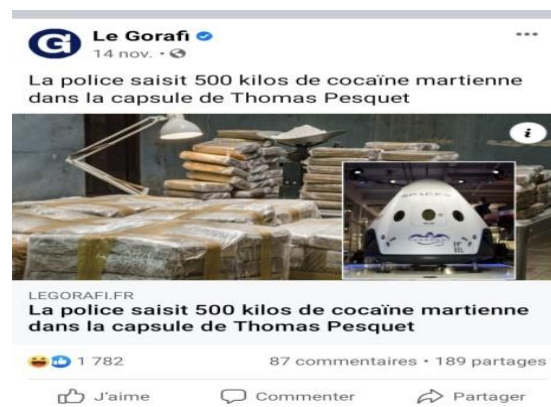 Le Gorafi
14 nov.
La police saisit 500 kilos de cocaïne martienne
dans la capsule de Thomas Pesquet
SPACEX
LEGORAFI.FR
La police saisit 500 kilos de cocaïne martienne
dans la capsule de Thomas Pesquet
1 782
87 commentaires • 189 partages
J'aime
Commenter
Partager